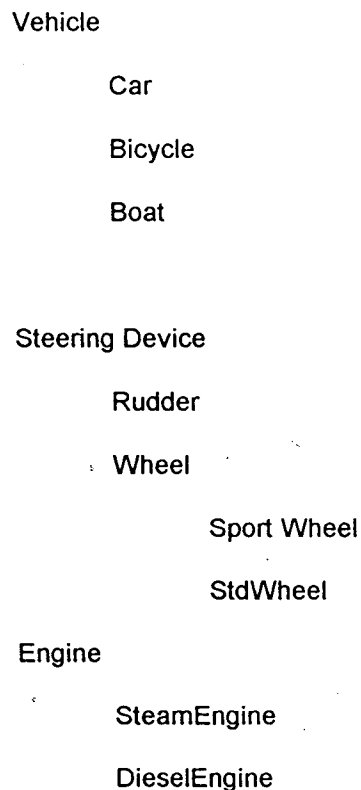 Vehicle
Car
Bicycle
Boat
Steering Device
Rudder
Wheel
Sport Wheel
StdWheel
Engine
SteamEngine
DieselEngine